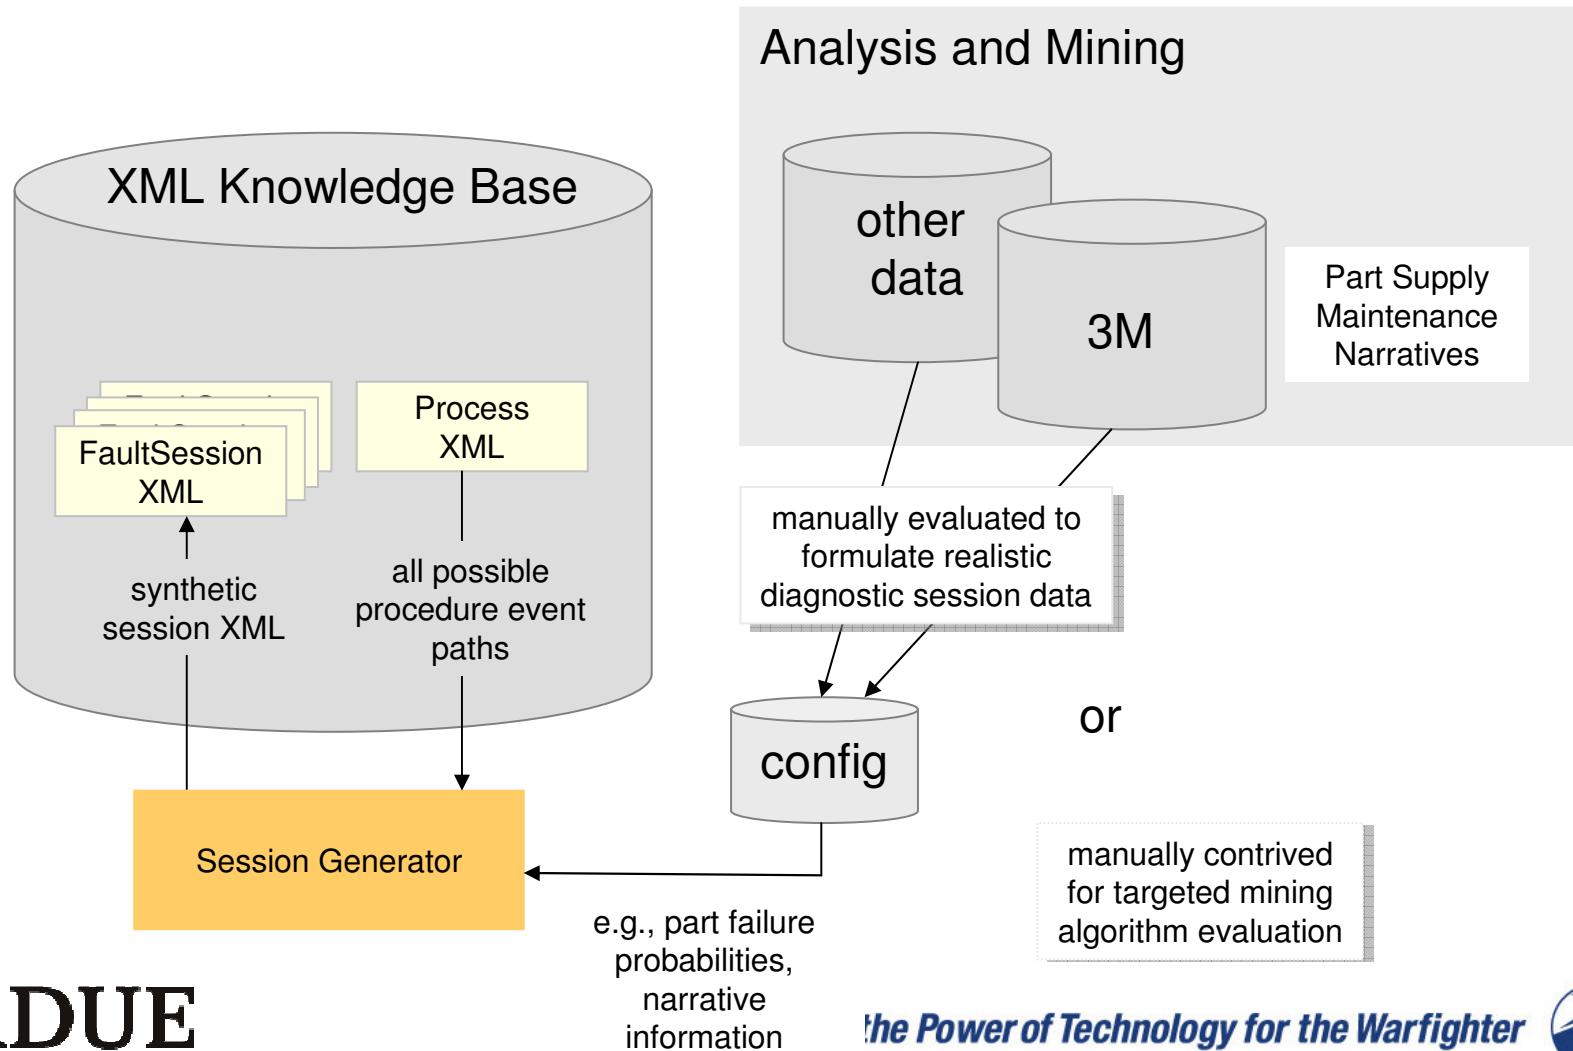 Analysis and Mining
XML Knowledge Base
other
data
3M
Part Supply
Maintenance
Narratives
FaultSession
XML
Process
XML
manually evaluated to
formulate realistic
diagnostic session data
synthetic
session XML
all possible
procedure event
paths
or
config
Session Generator
manually contrived
for targeted mining
algorithm evaluation
e.g., part failure
probabilities,
narrative
information
RDUE
the Power of Technology for the Warfighter